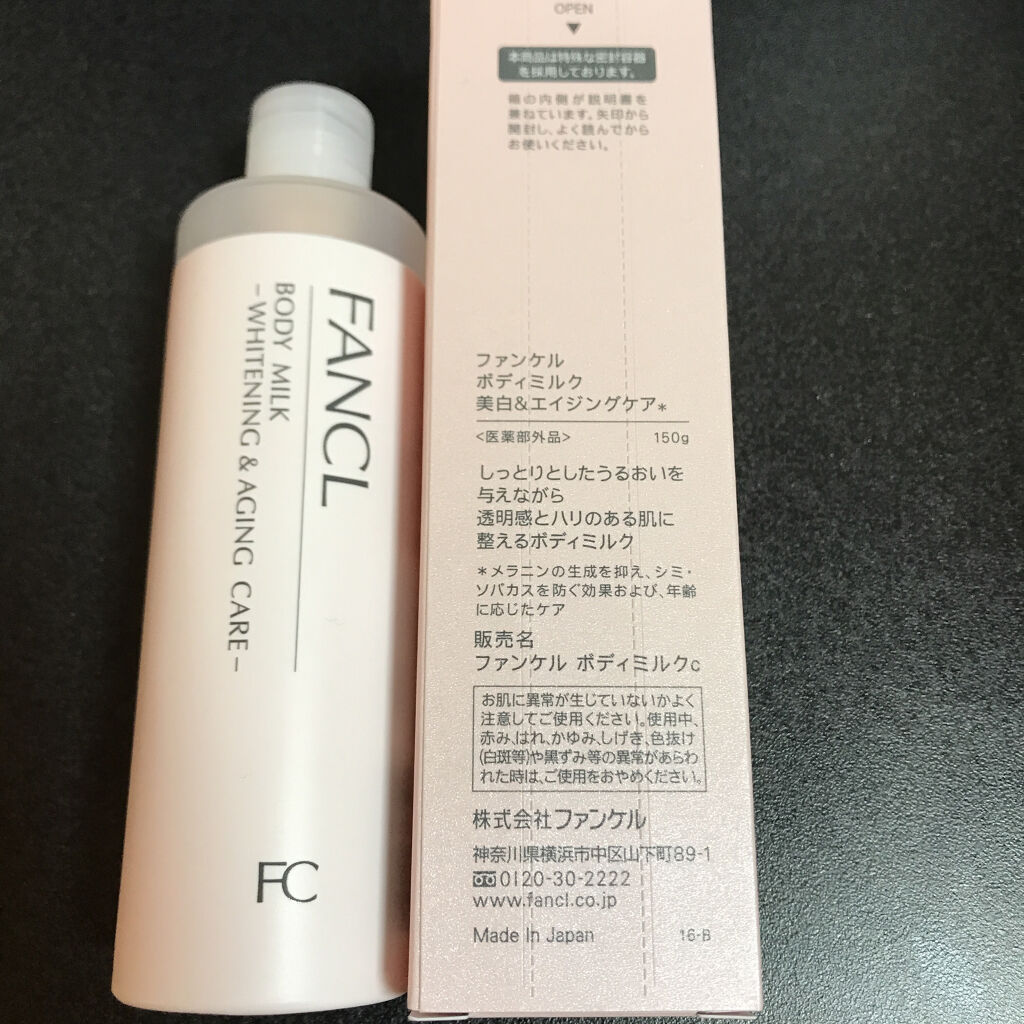 FANCL
BODY MILK
-WHITENING & AGING CARE-
FC
OPEN
本商品は特殊な密封容器
を採用しております。
箱の内側が説明書を
兼ねています。矢印から
開封し、よく読んでから
お使いください。
ファンケル
ボディミルク
美白&エイジングケア*
<医薬部外品> 150g
しっとりとしたうるおいを
与えながら
透明感とハリのある肌に
整えるボディミルク
*メラニンの生成を抑え、シミ・
ソバカスを防ぐ効果および、年齢
に応じたケア
販売名
ファンケル ボディミルクc
お肌に異常が生じていないかよく
注意してご使用ください。使用中、
赤み、はれ、かゆみ、しげき、色抜け
(白斑等)や黒ずみ等の異常があらわ
れた時は、ご使用をおやめください。
株式会社ファンケル
神奈川県横浜市中区山下町89-1
0120-30-2222
www.fancl.co.jp
Made In Japan 16-B